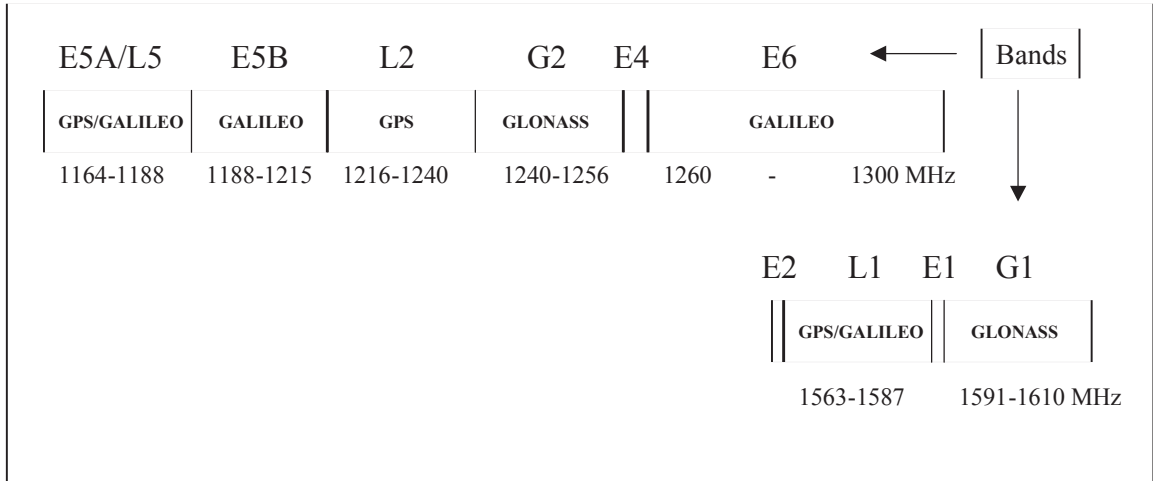 E5A/L5 E5B L2 G2 E4 E6 Bands
GPS/GALILEO GALILEO GPS GLONASS GALILEO
1164-1188 1188-1215 1216-1240 1240-1256 1260 - 1300 MHz
E2 L1 E1 G1
GPS/GALILEO GLONASS
1563-1587 1591-1610 MHz